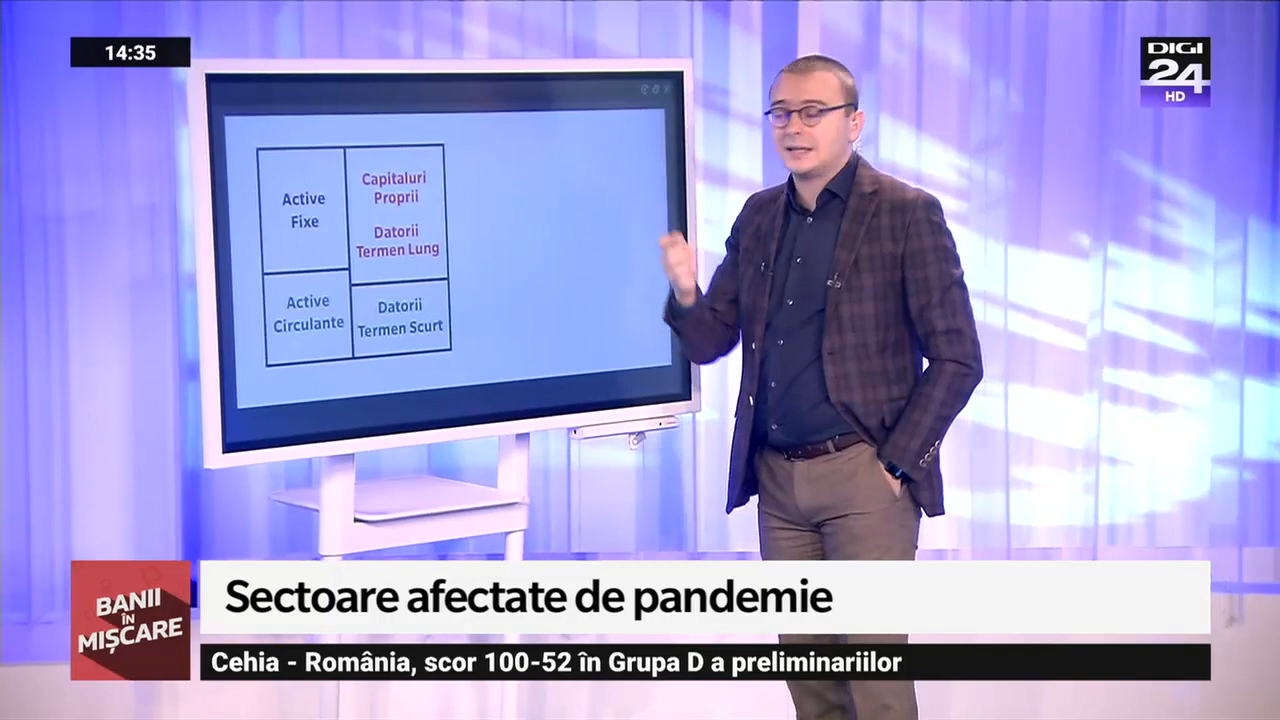 14:35
DIGI
24
HD
Active
Fixe
Capitaluri
Proprii
Datorii
Termen Lung
Active
Circulante
Datorii
Termen Scurt
BANII
ÎN
MIȘCARE
Sectoare afectate de pandemie
Cehia - România, scor 100-52 în Grupa D a preliminariilor